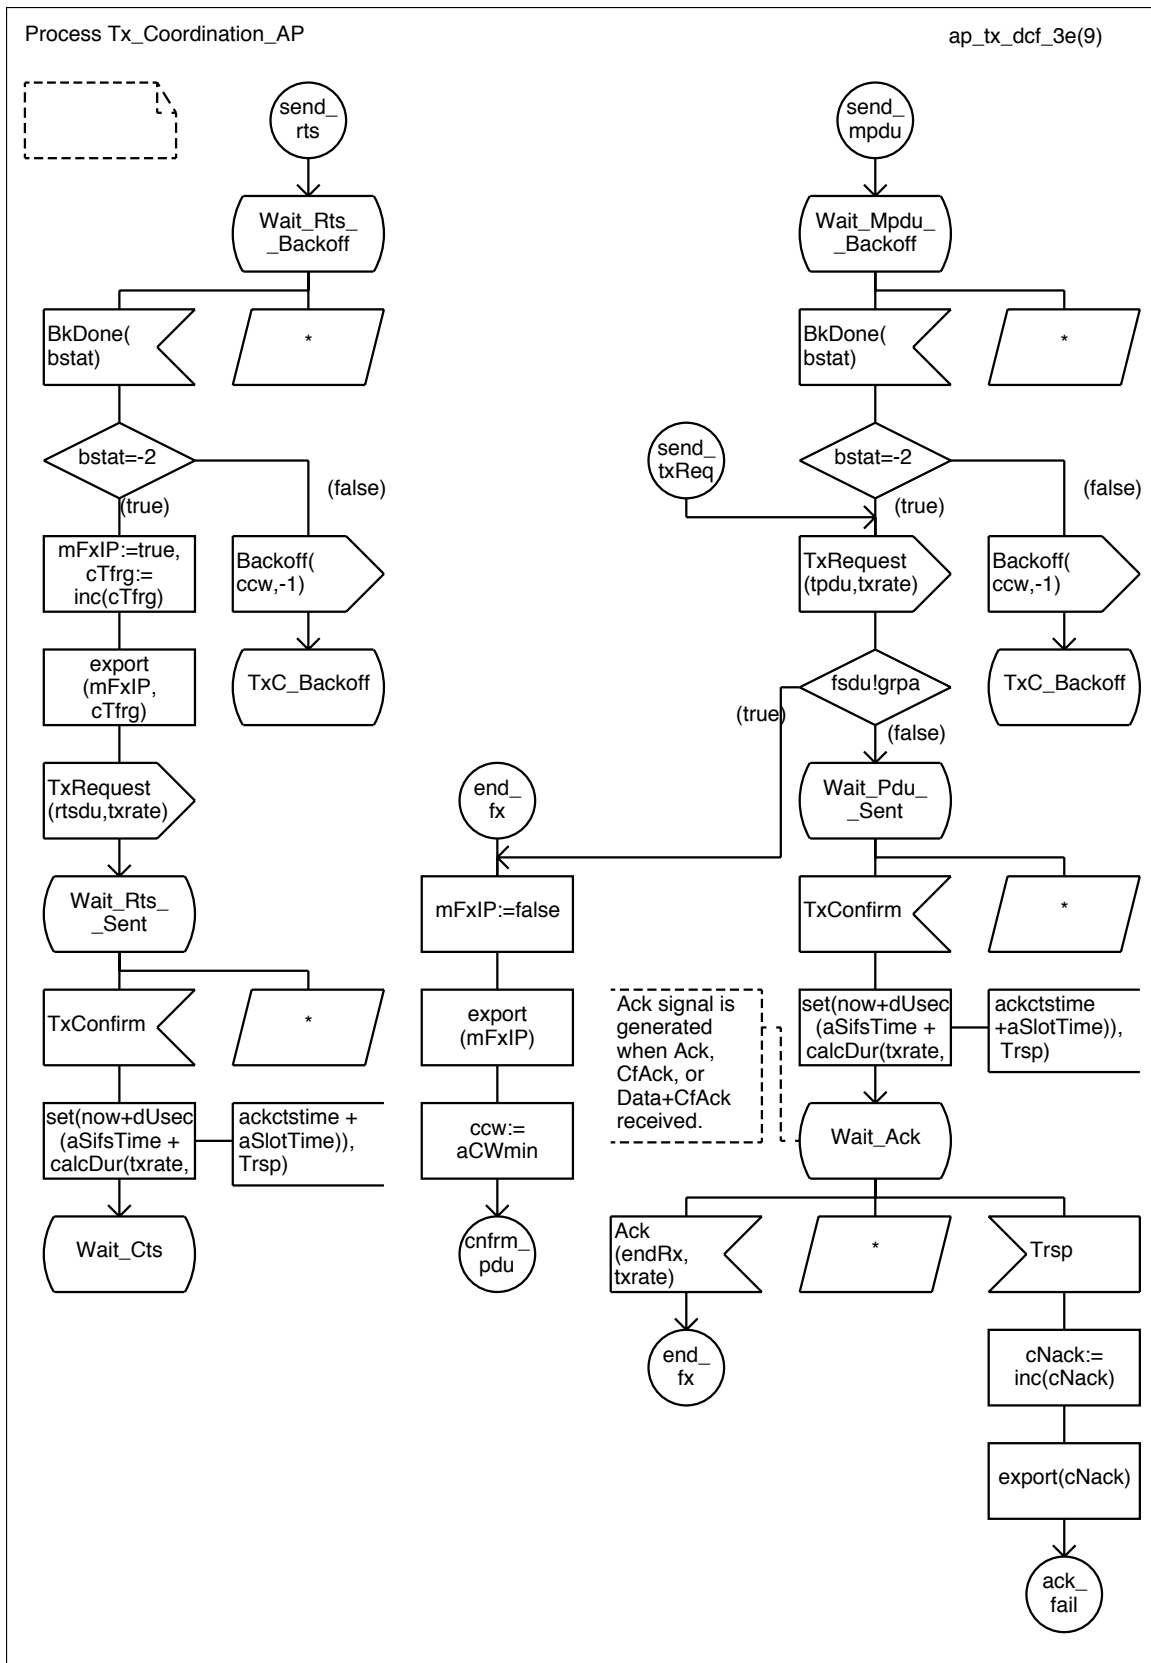 Process Tx_Coordination_AP
ap_tx_dcf_3e(9)
send_
rts
Wait_Rts_
_Backoff
BkDone(
bstat)
*
bstat=-2
(true)
(false)
mFxIP:=true,
cTfrg:=
inc(cTfrg)
Backoff(
ccw,-1)
export
(mFxIP,
cTfrg)
TxC_Backoff
TxRequest
(rtsdu,txrate)
Wait_Rts_
_Sent
TxConfirm
*
set(now+dUsec
(aSifsTime +
calcDur(txrate,
ackctstime +
aSlotTime)),
Trsp)
Wait_Cts
send_
mpdu
Wait_Mpdu_
_Backoff
BkDone(
bstat)
*
send_
txReq
bstat=-2
(true)
(false)
TxRequest
(tpdu,txrate)
Backoff(
ccw,-1)
fsdu!grpa
TxC_Backoff
(true)
(false)
end_
fx
Wait_Pdu_
_Sent
mFxIP:=false
TxConfirm
*
export
(mFxIP)
Ack signal is
generated
when Ack,
CfAck, or
Data+CfAck
received.
set(now+dUsec
(aSifsTime +
calcDur(txrate,
ackctstime
+aSlotTime)),
Trsp)
ccw:=
aCWmin
Wait_Ack
cnfrm_
pdu
Ack
(endRx,
txrate)
*
Trsp
end_
fx
cNack:=
inc(cNack)
export(cNack)
ack_
fail